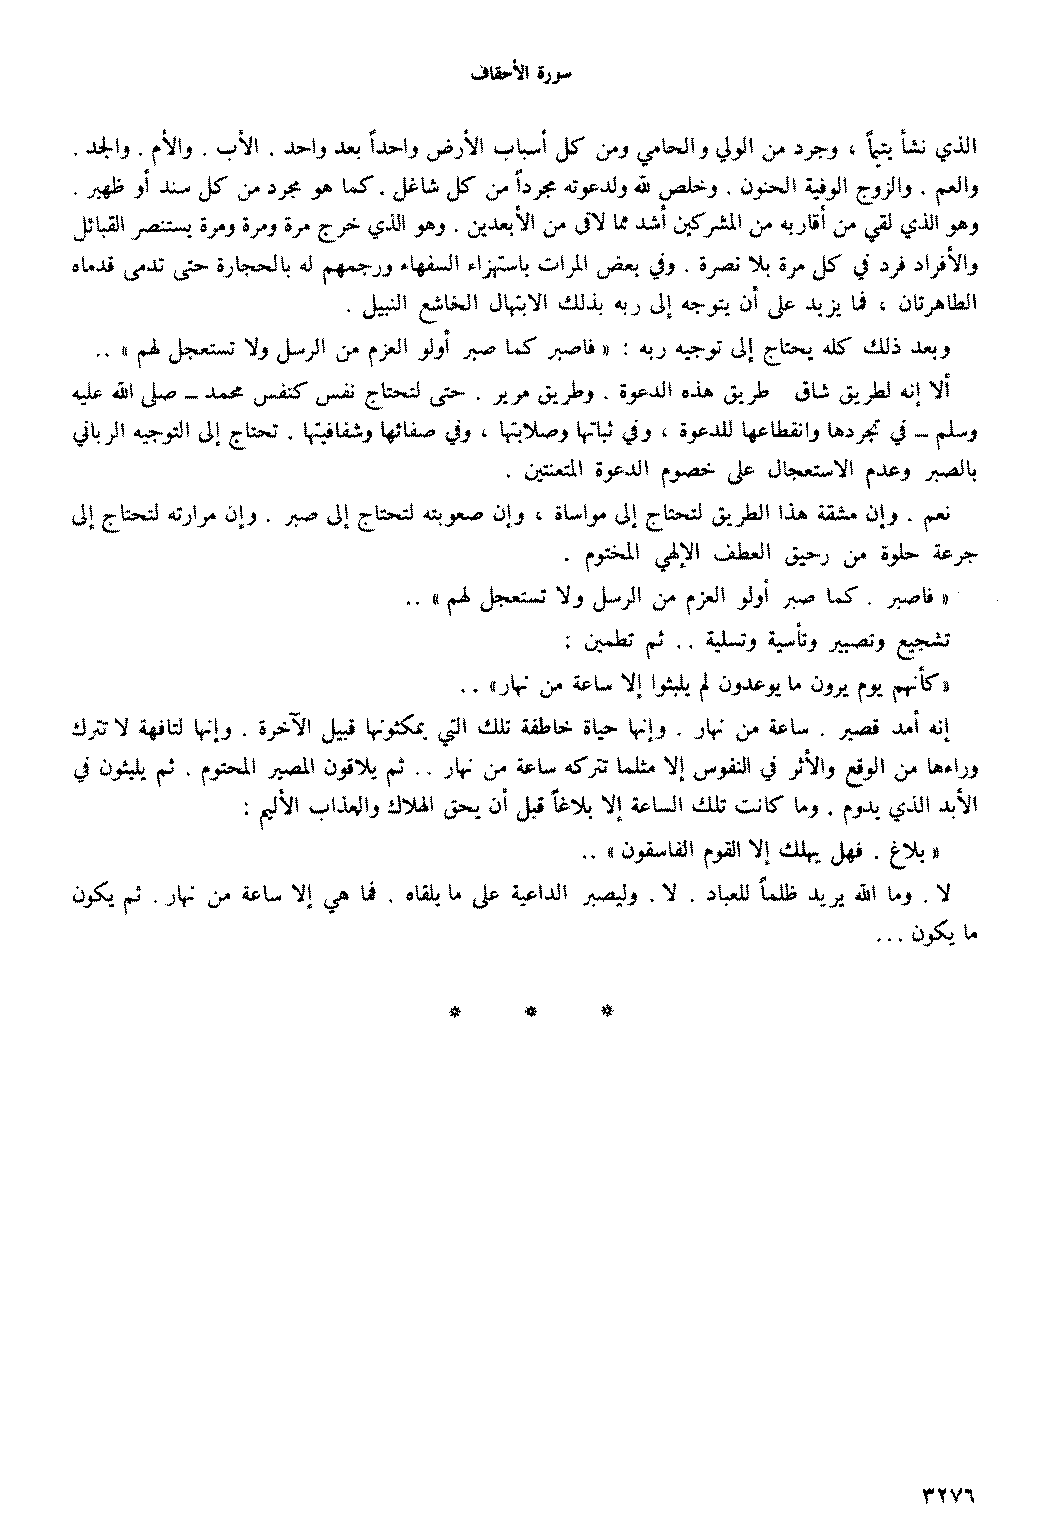 سورة الأحقاف
الذي نشأ يتيماً ، وجرد من الولي والحامي ومن كل أسباب الأرض واحداً بعد واحد . الأب . والأم . والجد .
والعم . والزوج الوفية الحنون . وخلص لله ولدعوته مجرداً من كل شاغل . كما هو مجرد من كل سند أو ظهير .
وهو الذي لقي من أقاربه من المشركين أشد مما لاقى من الأبعدين . وهو الذي خرج مرة ومرة ومرة يستنصر القبائل
والأفراد فرد في كل مرة بلا نصرة . وفي بعض المرات باستهزاء السفهاء ورجمهم له بالحجارة حتى تدمى قدماه
الطاهرتان ، فما يزيد على أن يتوجه إلى ربه بذلك الابتهال الخاشع النبيل .
وبعد ذلك كله يحتاج إلى توجيه ربه : « فاصبر كما صبر أولو العزم من الرسل ولا تستعجل لهم » ..
ألا إنه لطريق شاق طريق هذه الدعوة . وطريق مرير . حتى لتحتاج نفس كنفس محمد – صلى الله عليه
وسلم – في تجردها وانقطاعها للدعوة ، وفي ثباتها وصلابتها ، وفي صفائها وشفافيتها . تحتاج إلى التوجيه الرباني
بالصبر وعدم الاستعجال على خصوم الدعوة المتعنتين .
نعم . وإن مشقة هذا الطريق لتحتاج إلى مواساة ، وإن صعوبته لتحتاج إلى صبر . وإن مرارته لتحتاج إلى
جرعة حلوة من رحيق العطف الإلهي المختوم .
« فاصبر . كما صبر أولو العزم من الرسل ولا تستعجل لهم » ..
تشجيع وتصبير وتأسية وتسلية .. ثم تطمين :
«كأنهم يوم يرون ما يوعدون لم يلبثوا إلا ساعة من نهار» ..
إنه أمد قصير . ساعة من نهار . وإنها حياة خاطفة تلك التي يمكثونها قبيل الآخرة . وإنها لتافهة لا تترك
وراءها من الوقع والأثر في النفوس إلا مثلما تتركه ساعة من نهار .. ثم يلاقون المصير المحتوم . ثم يلبثون في
الأبد الذي يدوم . وما كانت تلك الساعة إلا بلاغاً قبل أن يحق الهلاك والعذاب الأليم :
« بلاغ . فهل يهلك إلا القوم الفاسقون » ..
لا . وما الله يريد ظلماً للعباد . لا . وليصبر الداعية على ما يلقاه . فما هي إلا ساعة من نهار . ثم يكون
ما يكون ...
* * *
٣٢٧٦